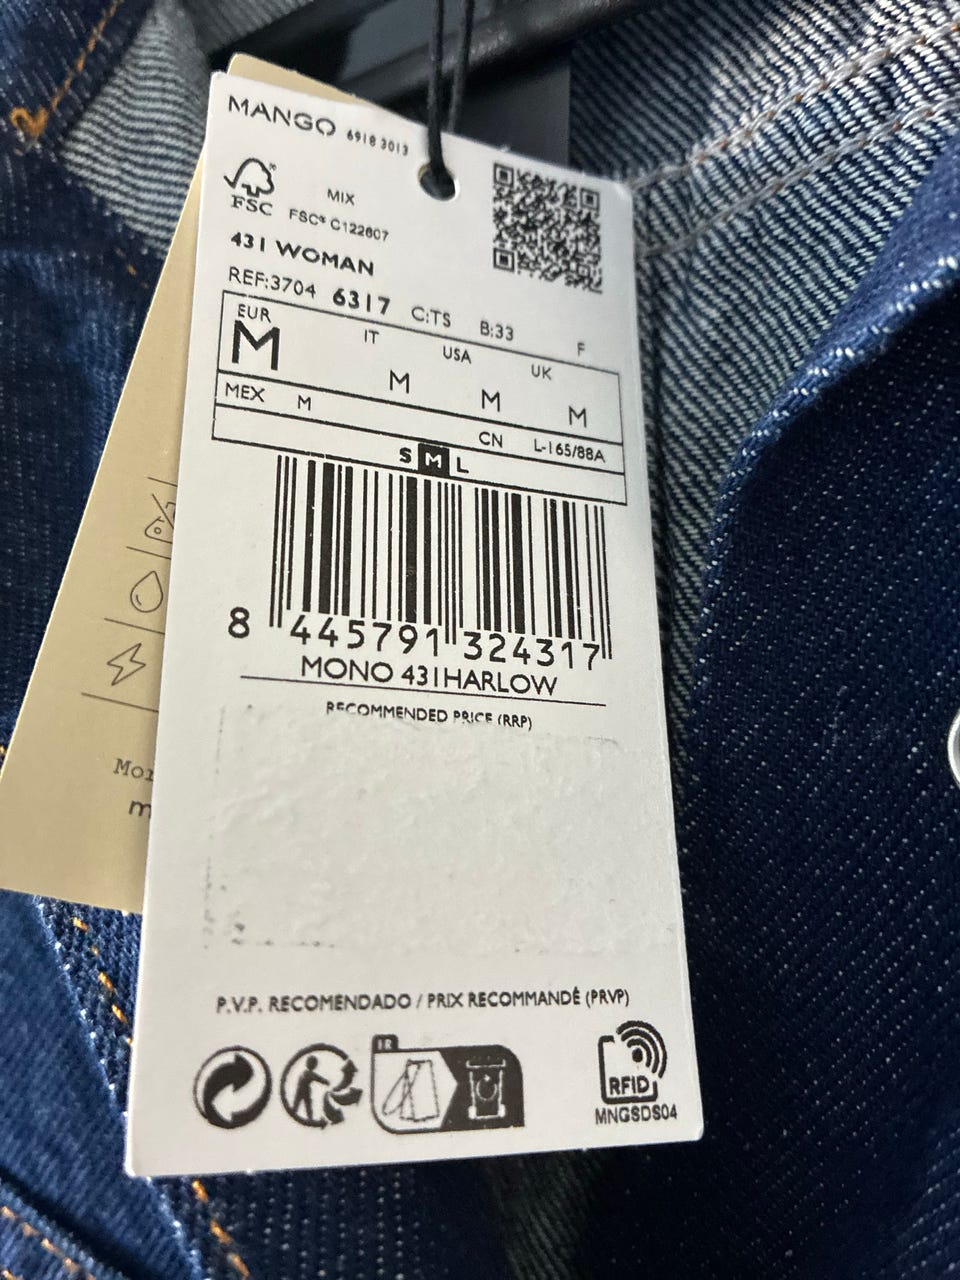 MANGO 6918 3013
FSC®
MIX
FSC® C122607
431 WOMAN
REF:3704 6317 C:TS B:33 F
EUR IT USA UK
M M M M
MEX M CN L-165/88A
S M L
8 445791 324317
MONO 431HARLOW
RECOMMENDED PRICE (RRP)
P.V.P. RECOMENDADO / PRIX RECOMMANDÉ (PRVP)
FR
RFID
MNGSDS04